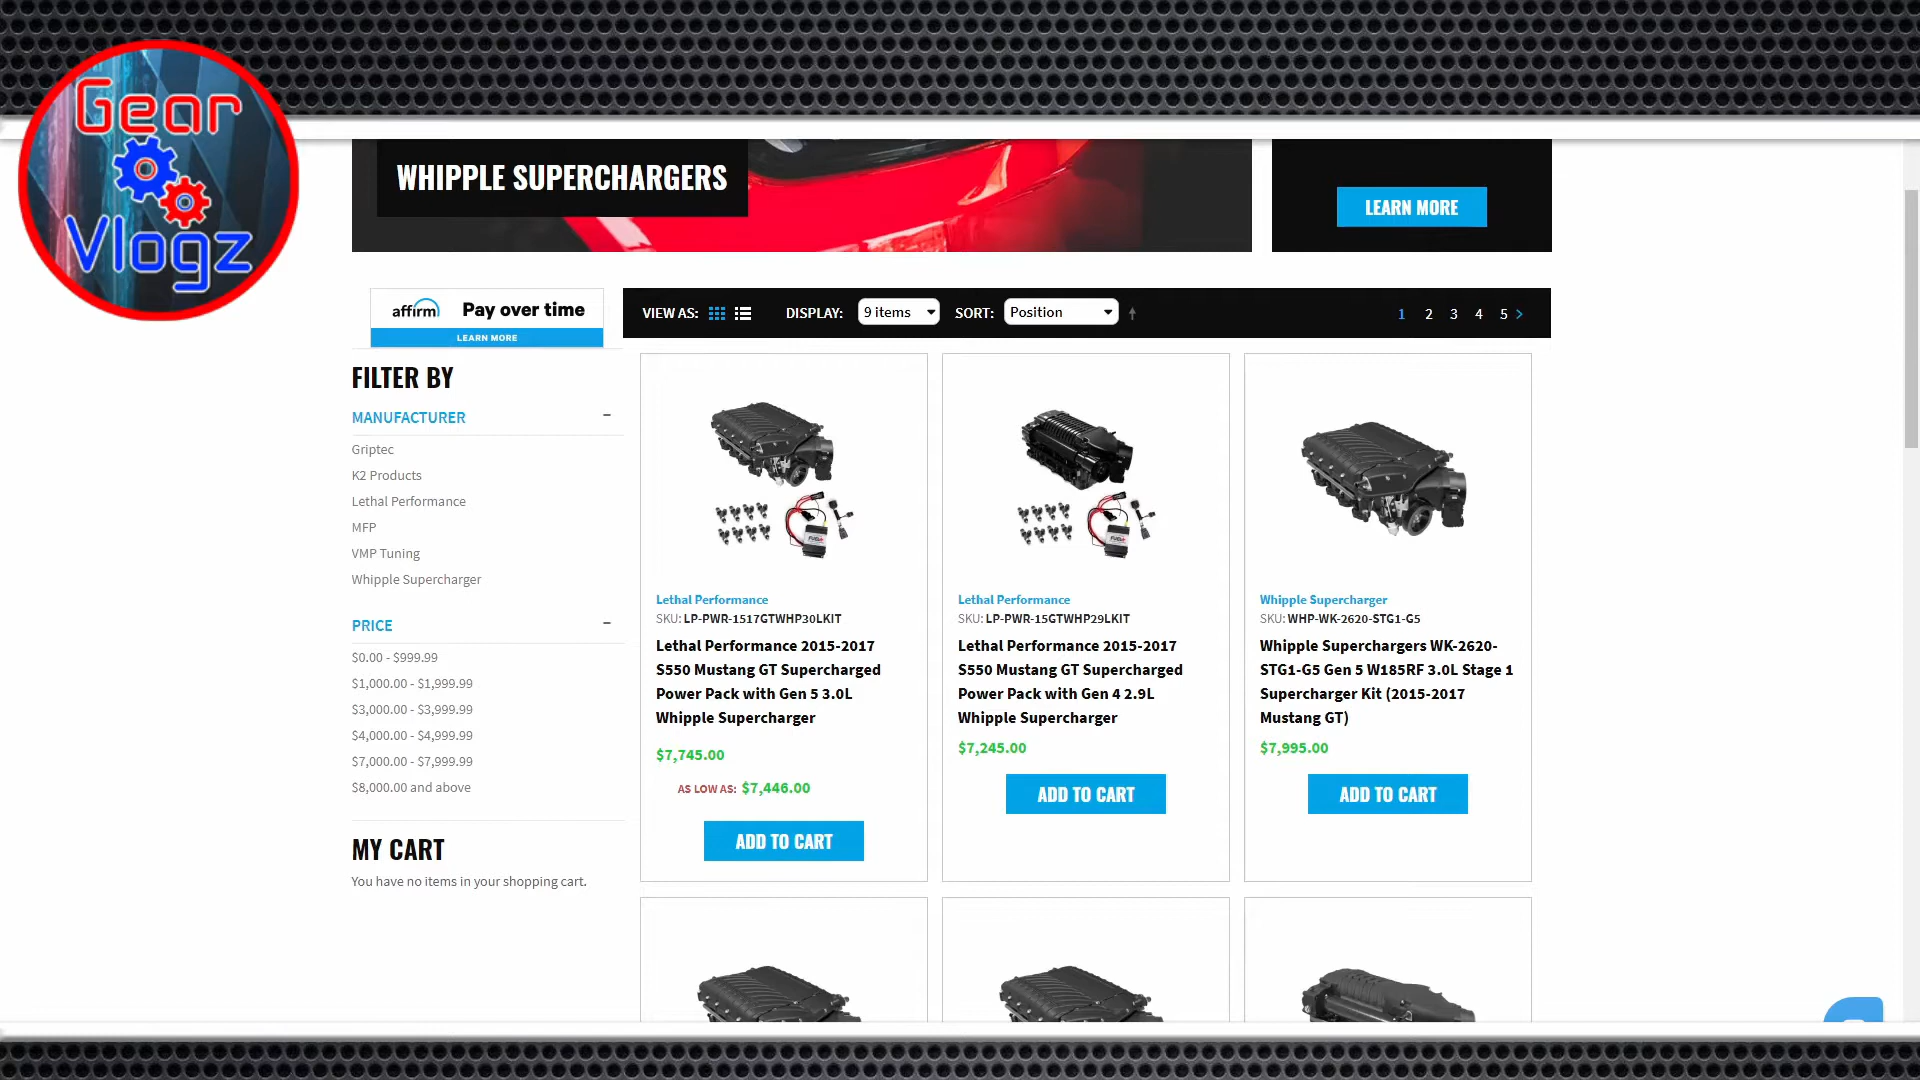 Gear
Vlogz
WHIPPLE SUPERCHARGERS
LEARN MORE
affirm Pay over time
LEARN MORE
VIEW AS: DISPLAY: 9 items SORT: Position 1 2 3 4 5
FILTER BY
MANUFACTURER
Griptec
K2 Products
Lethal Performance
MFP
VMP Tuning
Whipple Supercharger
PRICE
$0.00 - $999.99
$1,000.00 - $1,999.99
$3,000.00 - $3,999.99
$4,000.00 - $4,999.99
$7,000.00 - $7,999.99
$8,000.00 and above
MY CART
You have no items in your shopping cart.
Lethal Performance
SKU: LP-PWR-1517GTWHP30LKIT
Lethal Performance 2015-2017
S550 Mustang GT Supercharged
Power Pack with Gen 5 3.0L
Whipple Supercharger
$7,745.00
AS LOW AS: $7,446.00
ADD TO CART
Lethal Performance
SKU: LP-PWR-15GTWHP29LKIT
Lethal Performance 2015-2017
S550 Mustang GT Supercharged
Power Pack with Gen 4 2.9L
Whipple Supercharger
$7,245.00
ADD TO CART
Whipple Supercharger
SKU: WHP-WK-2620-STG1-G5
Whipple Superchargers WK-2620-
STG1-G5 Gen 5 W185RF 3.0L Stage 1
Supercharger Kit (2015-2017
Mustang GT)
$7,995.00
ADD TO CART